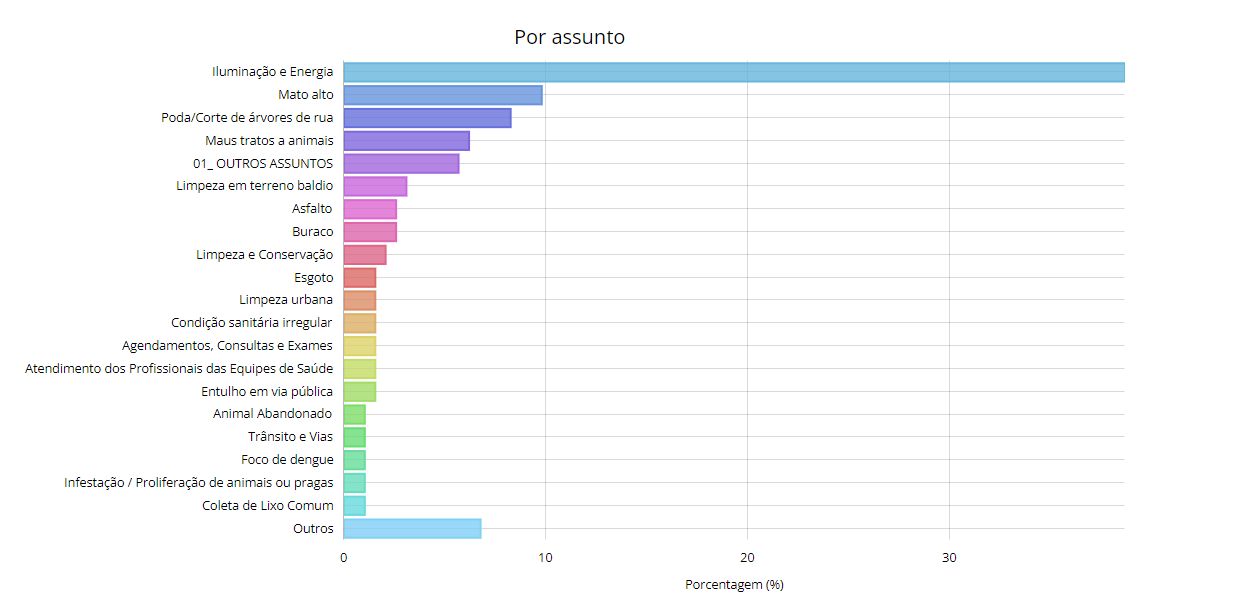 Por assunto
Iluminação e Energia
Mato alto
Poda/Corte de árvores de rua
Maus tratos a animais
01_ OUTROS ASSUNTOS
Limpeza em terreno baldio
Asfalto
Buraco
Limpeza e Conservação
Esgoto
Limpeza urbana
Condição sanitária irregular
Agendamentos, Consultas e Exames
Atendimento dos Profissionais das Equipes de Saúde
Entulho em via pública
Animal Abandonado
Trânsito e Vias
Foco de dengue
Infestação / Proliferação de animais ou pragas
Coleta de Lixo Comum
Outros
0 10 20 30
Porcentagem (%)